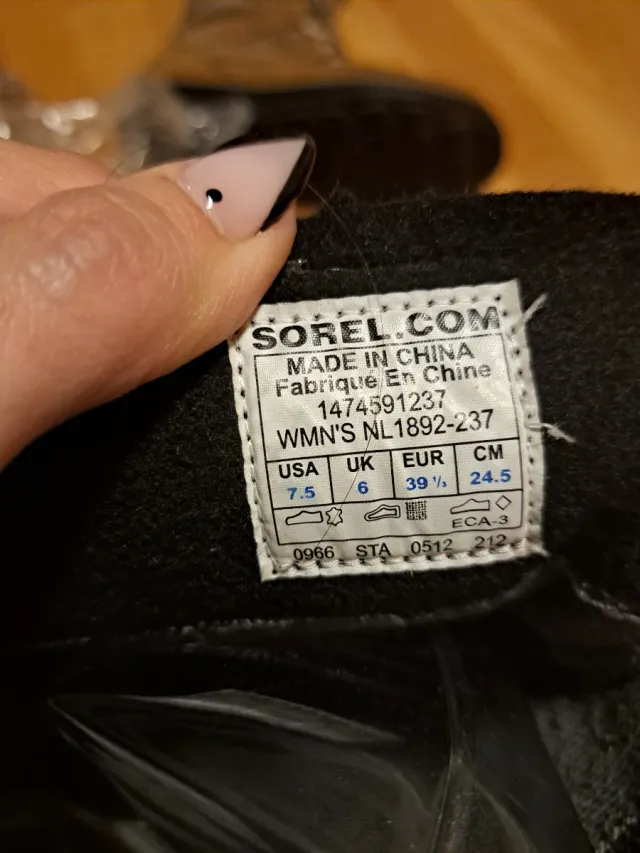 SOREL.COM
MADE IN CHINA
Fabriqué En Chine
1474591237
WMN'S NL1892-237
USA UK EUR CM
7.5 6 39 ⅓ 24.5
ECA-3
0966 STA 0512 212